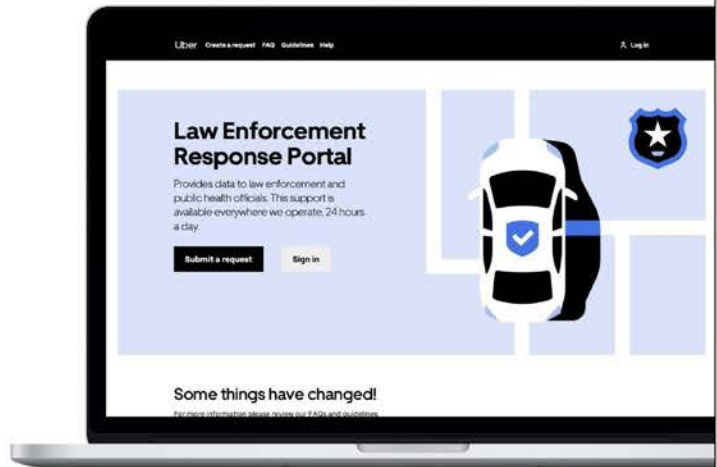 Uber Create a request FAQ Guidelines Help Log in
Law Enforcement
Response Portal
Provides data to law enforcement and
public health officials. This support is
available everywhere we operate, 24 hours
a day.
Submit a request Sign in
Some things have changed!
For more information please review our FAQs and guidelines.